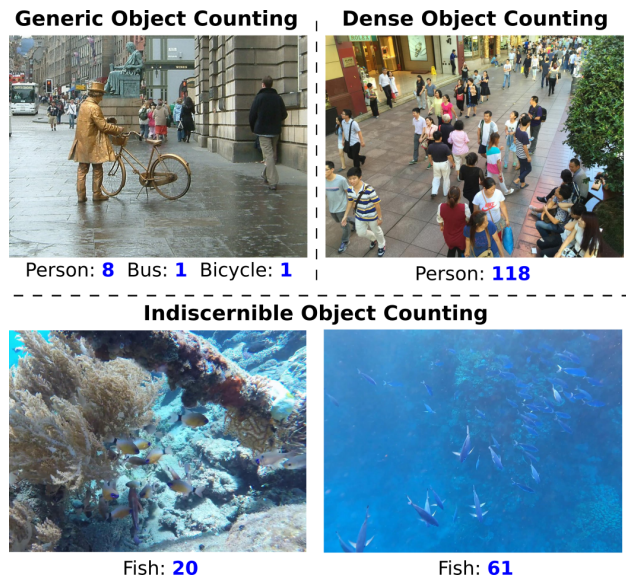 Generic Object Counting
Dense Object Counting
Person: 8 Bus: 1 Bicycle: 1
Person: 118
Indiscernible Object Counting
Fish: 20
Fish: 61